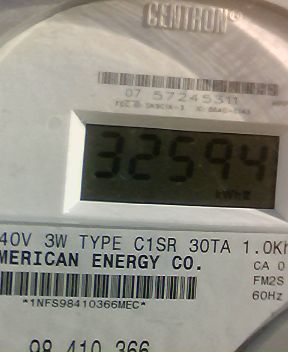 CENTRON
07 57245311
32594
kWh
40V 3W TYPE C1SR 30TA 1.0Kh
MERICAN ENERGY CO.
CA 0
FM2S
60Hz
*1NFS98410366MEC*
98 410 366